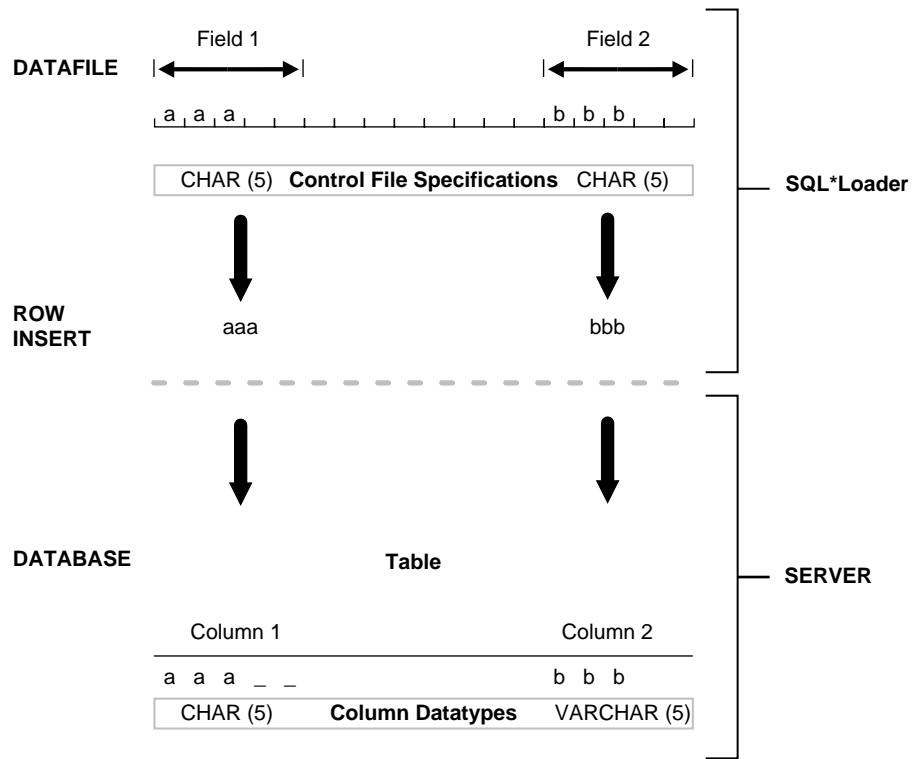 Field 1 Field 2
DATAFILE
a a a b b b
CHAR (5) Control File Specifications CHAR (5)
SQL*Loader
ROW
INSERT
aaa bbb
DATABASE
Table
SERVER
Column 1 Column 2
a a a _ _ b b b
CHAR (5) Column Datatypes VARCHAR (5)